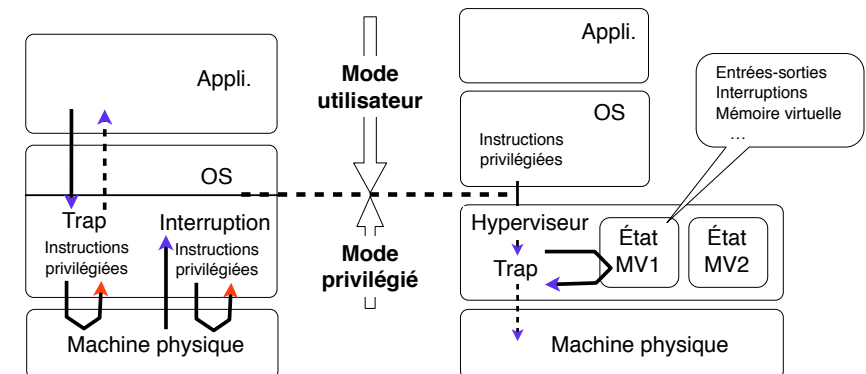 Appli.
OS
Trap
Interruption
Instructions
privilégiées
Instructions
privilégiées
Machine physique
Mode
utilisateur
Mode
privilégié
Appli.
OS
Instructions
privilégiées
Hyperviseur
Trap
État
MV1
État
MV2
Machine physique
Entrées-sorties
Interruptions
Mémoire virtuelle
…